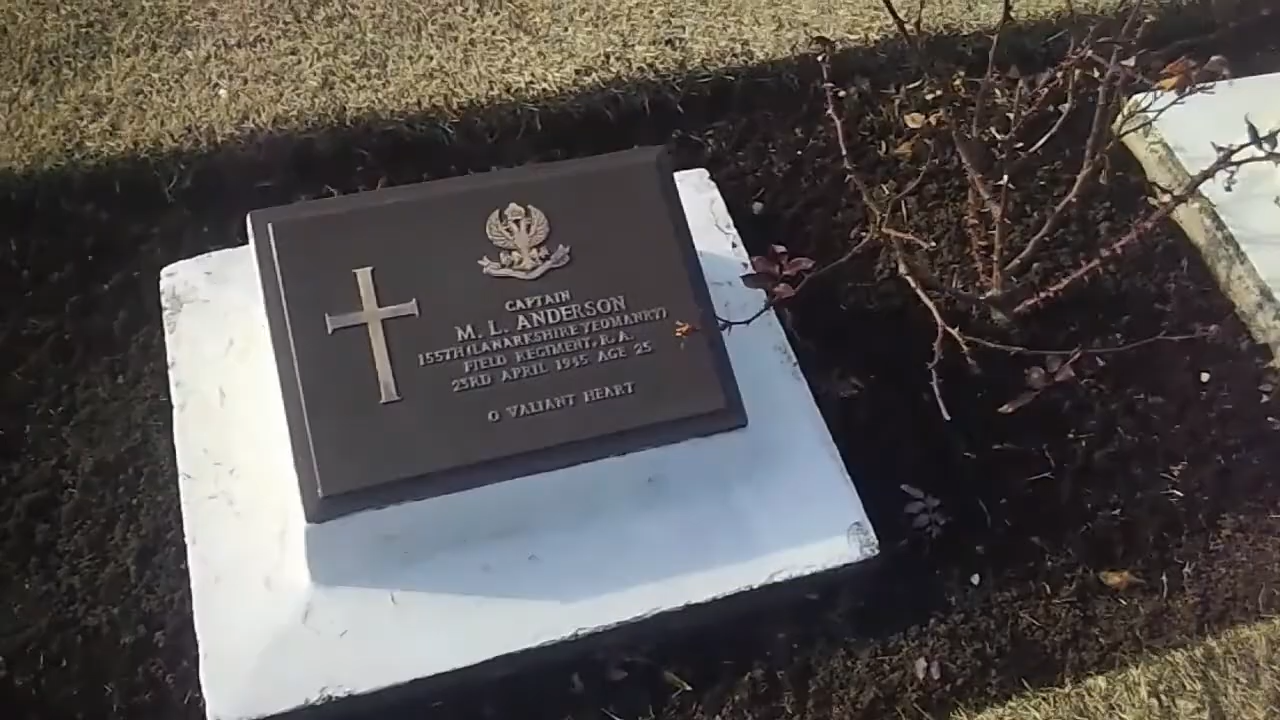 CAPTAIN
M. L. ANDERSON
155TH (LANARKSHIRE YEOMANRY)
FIELD REGIMENT, R. A.
23RD APRIL 1945 AGE 25
O VALIANT HEART